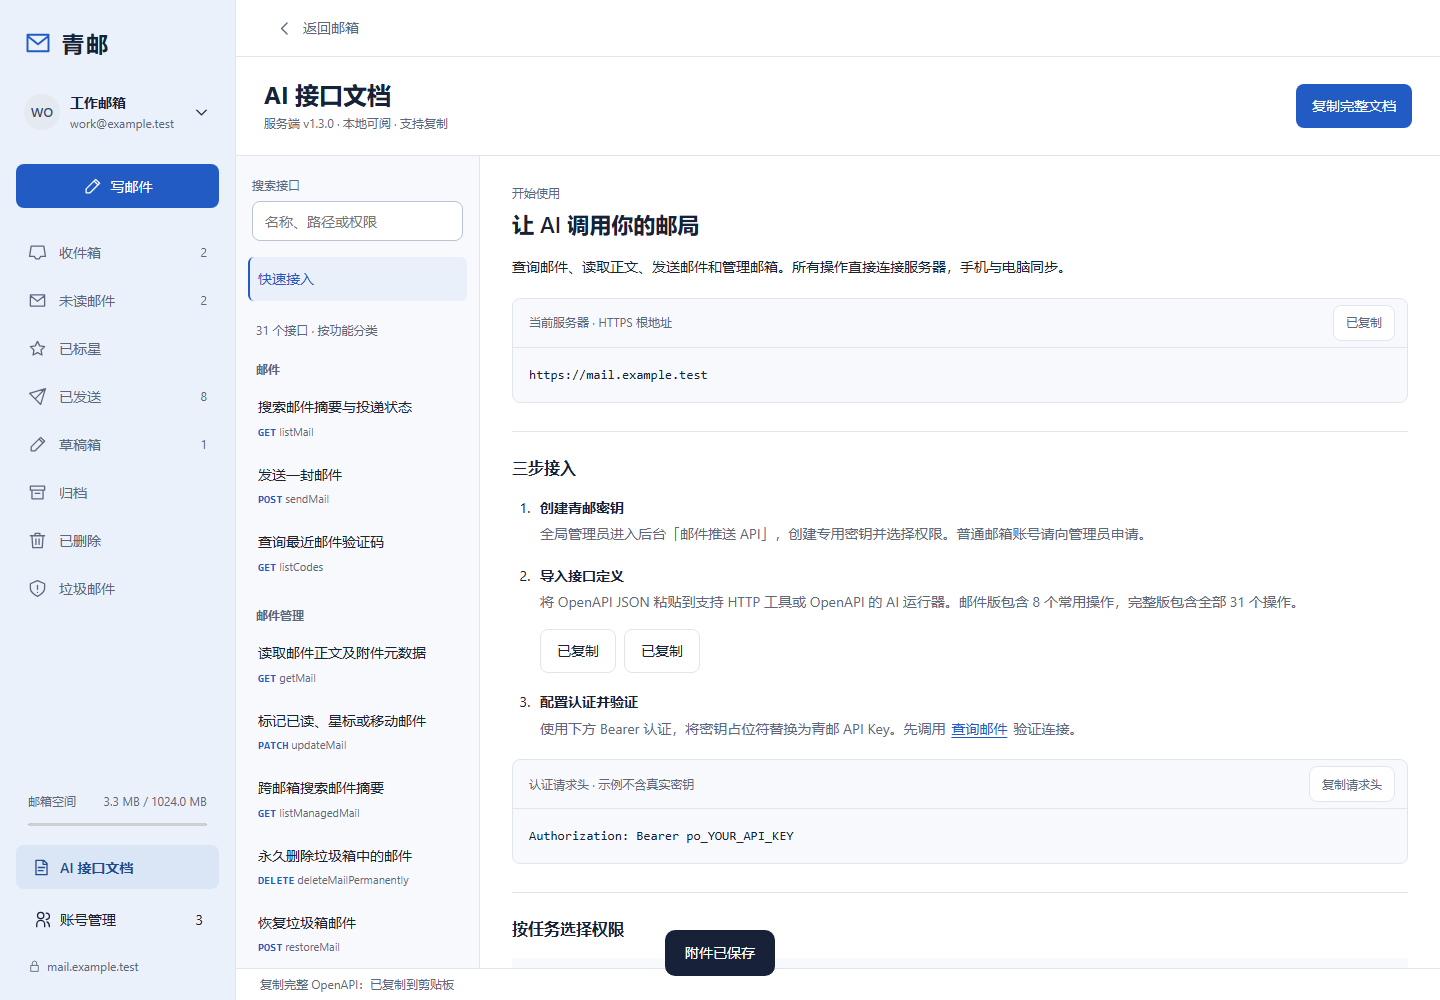 青邮
WO
工作邮箱
work@example.test
写邮件
收件箱 2
未读邮件 2
已标星
已发送 8
草稿箱 1
归档
已删除
垃圾邮件
邮箱空间 3.3 MB / 1024.0 MB
AI 接口文档
账号管理 3
mail.example.test
返回邮箱
AI 接口文档
服务端 v1.3.0 · 本地可阅 · 支持复制
复制完整文档
搜索接口
名称、路径或权限
快速接入
31 个接口 · 按功能分类
邮件
搜索邮件摘要与投递状态
GET listMail
发送一封邮件
POST sendMail
查询最近邮件验证码
GET listCodes
邮件管理
读取邮件正文及附件元数据
GET getMail
标记已读、星标或移动邮件
PATCH updateMail
跨邮箱搜索邮件摘要
GET listManagedMail
永久删除垃圾箱中的邮件
DELETE deleteMailPermanently
恢复垃圾箱邮件
POST restoreMail
开始使用
让 AI 调用你的邮局
查询邮件、读取正文、发送邮件和管理邮箱。所有操作直接连接服务器，手机与电脑同步。
当前服务器 · HTTPS 根地址
已复制
https://mail.example.test
三步接入
1. 创建青邮密钥
全局管理员进入后台「邮件推送 API」，创建专用密钥并选择权限。普通邮箱账号请向管理员申请。
2. 导入接口定义
将 OpenAPI JSON 粘贴到支持 HTTP 工具或 OpenAPI 的 AI 运行器。邮件版包含 8 个常用操作，完整版包含全部 31 个操作。
已复制 已复制
3. 配置认证并验证
使用下方 Bearer 认证，将密钥占位符替换为青邮 API Key。先调用 查询邮件 验证连接。
认证请求头 · 示例不含真实密钥
复制请求头
Authorization: Bearer po_YOUR_API_KEY
按任务选择权限
附件已保存
复制完整 OpenAPI：已复制到剪贴板